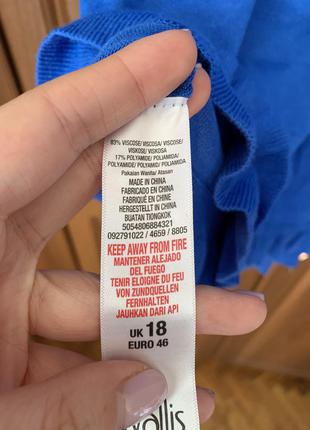 83% VISCOSE/ VISCOSA/ VISCOSE/
VISKOSE/ VISKOSA
17% POLYAMIDE/ POLIAMIDA/
POLYAMIDE/ POLYAMID/ POLIAMIDA
Pakaian Wanita/ Atasan
MADE IN CHINA
FABRICADO EN CHINA
FABRIQUÉ EN CHINE
HERGESTELLT IN CHINA
BUATAN TIONGKOK
5054806884321
092791022 / 4659 / 8805
KEEP AWAY FROM FIRE
MANTENER ALEJADO
DEL FUEGO
TENIR ELOIGNE DU FEU
VON ZUNDQUELLEN
FERNHALTEN
JAUHKAN DARI API
UK 18
EURO 46